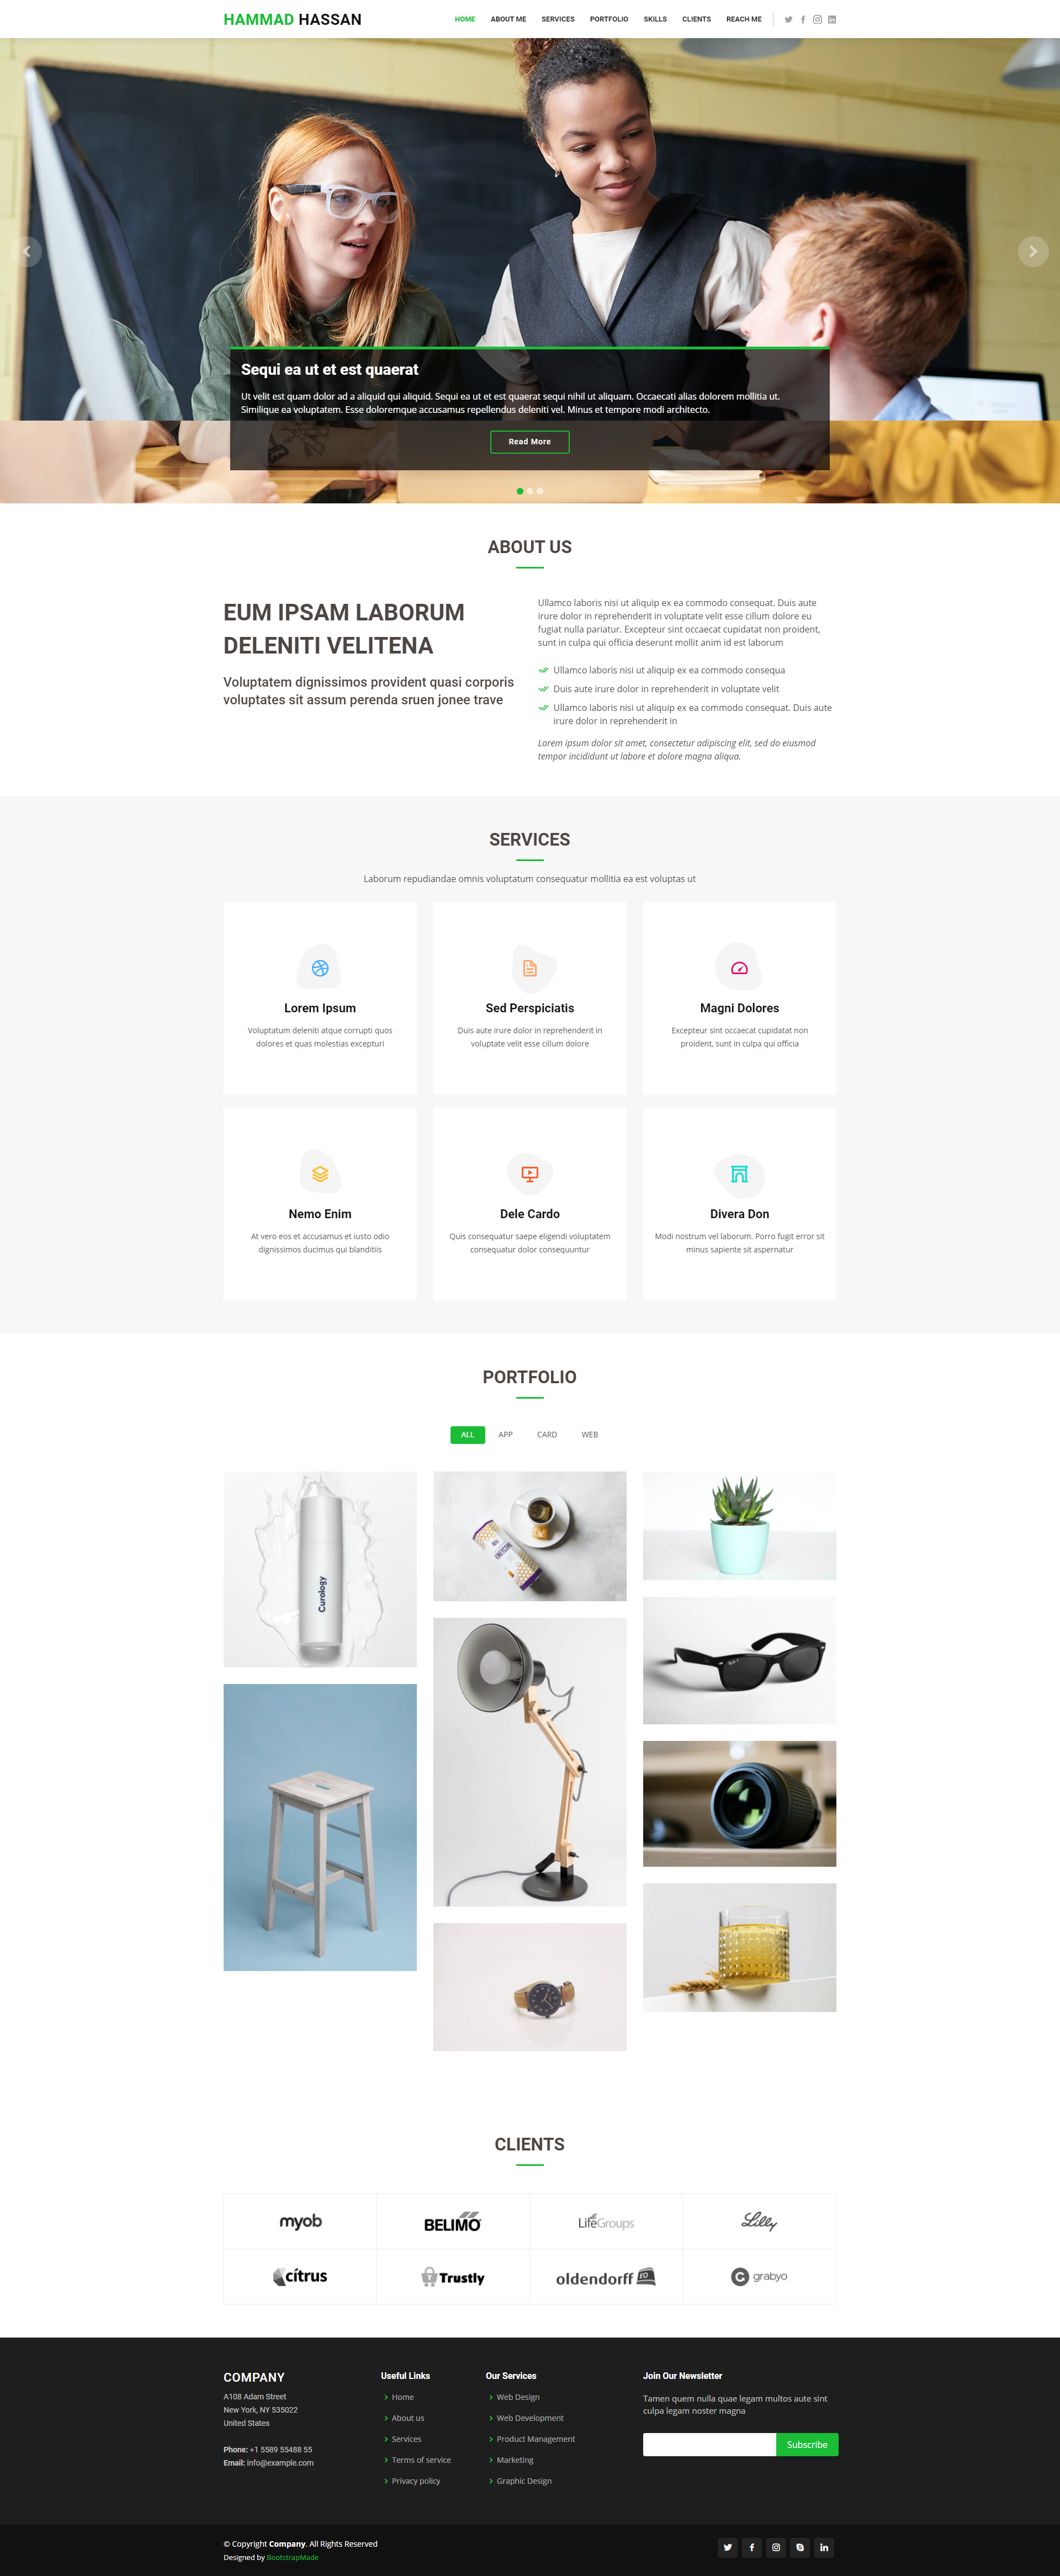 HAMMAD HASSAN
HOME ABOUT ME SERVICES PORTFOLIO SKILLS CLIENTS REACH ME
Sequi ea ut et est quaerat
Ut velit est quam dolor ad a aliquid qui aliquid. Sequi ea ut et est quaerat sequi nihil ut aliquam. Occaecati alias dolorem mollitia ut.
Similique ea voluptatem. Esse doloremque accusamus repellendus deleniti vel. Minus et tempore modi architecto.
Read More
ABOUT US
EUM IPSAM LABORUM
DELENITI VELITENA
Voluptatem dignissimos provident quasi corporis
voluptates sit assum perenda sruen jonee trave
Ullamco laboris nisi ut aliquip ex ea commodo consequat. Duis aute
irure dolor in reprehenderit in voluptate velit esse cillum dolore eu
fugiat nulla pariatur. Excepteur sint occaecat cupidatat non proident,
sunt in culpa qui officia deserunt mollit anim id est laborum
Ullamco laboris nisi ut aliquip ex ea commodo consequa
Duis aute irure dolor in reprehenderit in voluptate velit
Ullamco laboris nisi ut aliquip ex ea commodo consequat. Duis aute
irure dolor in reprehenderit in
Lorem ipsum dolor sit amet, consectetur adipiscing elit, sed do eiusmod
tempor incididunt ut labore et dolore magna aliqua.
SERVICES
Laborum repudiandae omnis voluptatum consequatur mollitia ea est voluptas ut
Lorem Ipsum
Voluptatum deleniti atque corrupti quos
dolores et quas molestias excepturi
Sed Perspiciatis
Duis aute irure dolor in reprehenderit in
voluptate velit esse cillum dolore
Magni Dolores
Excepteur sint occaecat cupidatat non
proident, sunt in culpa qui officia
Nemo Enim
At vero eos et accusamus et iusto odio
dignissimos ducimus qui blanditiis
Dele Cardo
Quis consequatur saepe eligendi voluptatem
consequatur dolor consequuntur
Divera Don
Modi nostrum vel laborum. Porro fugit error sit
minus sapiente sit aspernatur
PORTFOLIO
ALL APP CARD WEB
Curology
CLIENTS
myob
BELIMO
LifeGroups
Lilly
citrus
Trustly
oldendorff
grabyo
COMPANY
A108 Adam Street
New York, NY 535022
United States
Phone: +1 5589 55488 55
Email: info@example.com
Useful Links
Home
About us
Services
Terms of service
Privacy policy
Our Services
Web Design
Web Development
Product Management
Marketing
Graphic Design
Join Our Newsletter
Tamen quem nulla quae legam multos aute sint
culpa legam noster magna
Subscribe
© Copyright Company. All Rights Reserved
Designed by BootstrapMade